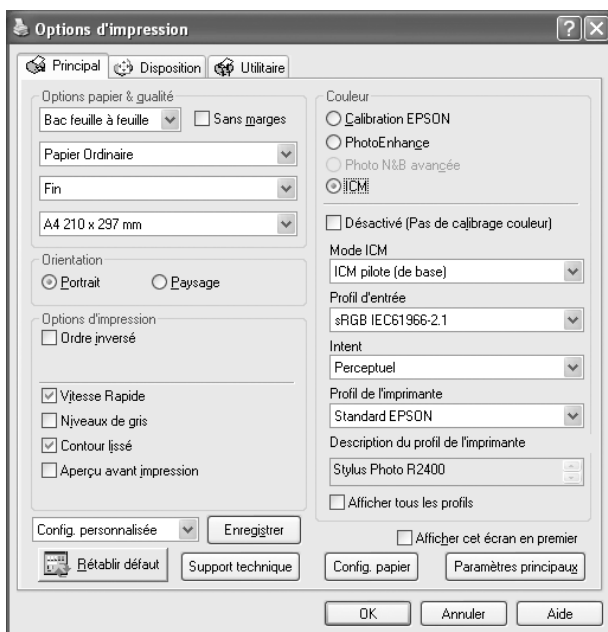 Options d'impression
Principal
Disposition
Utilitaire
Options papier & qualité
Bac feuille à feuille
Sans marges
Papier Ordinaire
Fin
A4 210 x 297 mm
Orientation
Portrait
Paysage
Options d'impression
Ordre inversé
Vitesse Rapide
Niveaux de gris
Contour lissé
Aperçu avant impression
Couleur
Calibration EPSON
PhotoEnhance
Photo N&B avancée
ICM
Désactivé (Pas de calibrage couleur)
Mode ICM
ICM pilote (de base)
Profil d'entrée
sRGB IEC61966-2.1
Intent
Perceptuel
Profil de l'imprimante
Standard EPSON
Description du profil de l'imprimante
Stylus Photo R2400
Afficher tous les profils
Config. personnalisée
Enregistrer
Afficher cet écran en premier
Rétablir défaut
Support technique
Config. papier
Paramètres principaux
OK
Annuler
Aide